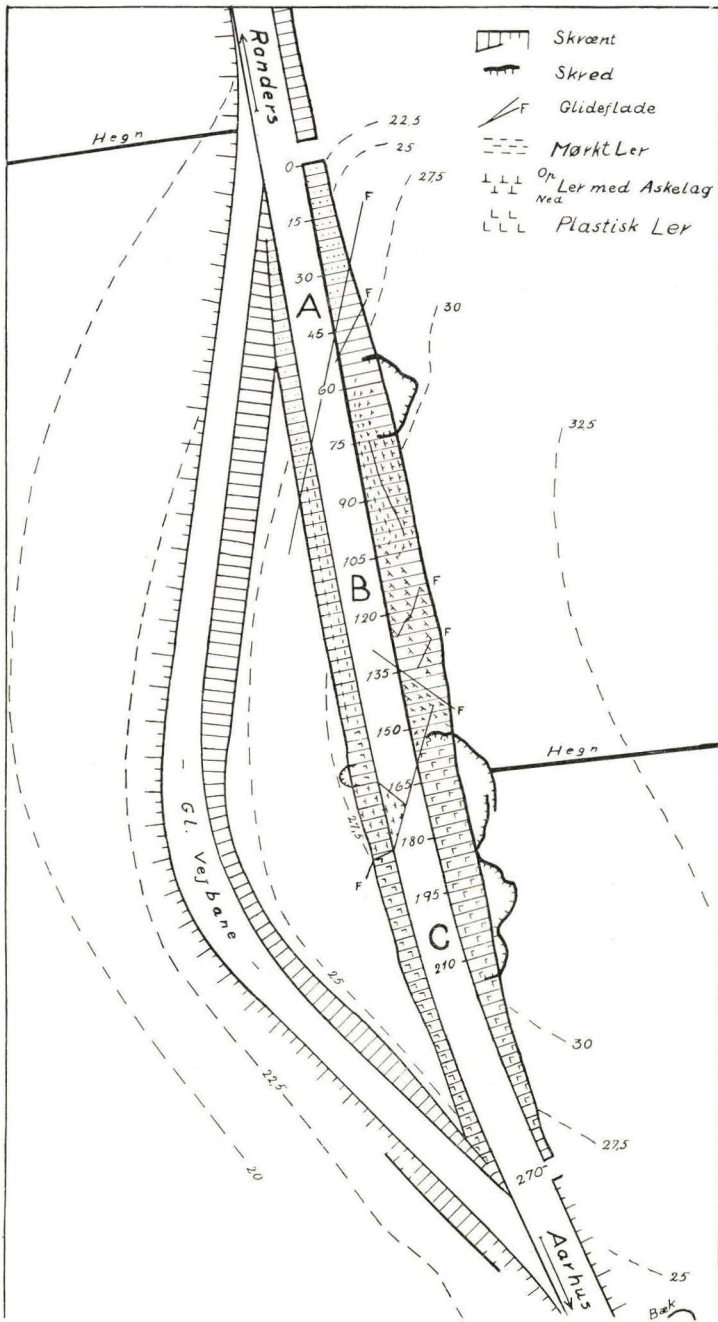 Skrænt
Skred
F Glideflade
Mørkt Ler
Op Ned Ler med Askelag
Plastisk Ler
Randers
Hegn
22,5
25
27,5
30
32,5
0
15
30
45
60
75
90
105
120
135
150
165
180
195
210
270
A
B
C
F
F
F
F
F
F
Hegn
27,5
Gl. Vejbane
25
22,5
20
30
27,5
25
Aarhus
Bæk